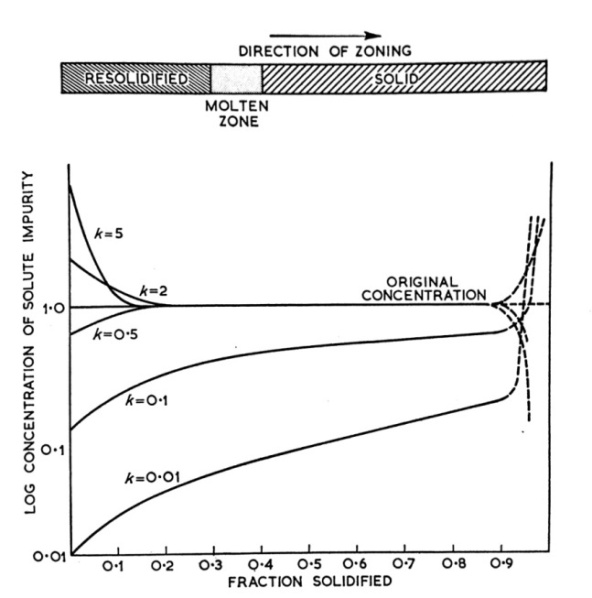 DIRECTION OF ZONING
RESOLIDIFIED
SOLID
MOLTEN
ZONE
LOG CONCENTRATION OF SOLUTE IMPURITY
k=5
k=2
ORIGINAL
CONCENTRATION
1·0
k=0·5
k=0·1
0·1
k=0·01
0·01
0·1 0·2 0·3 0·4 0·5 0·6 0·7 0·8 0·9
FRACTION SOLIDIFIED